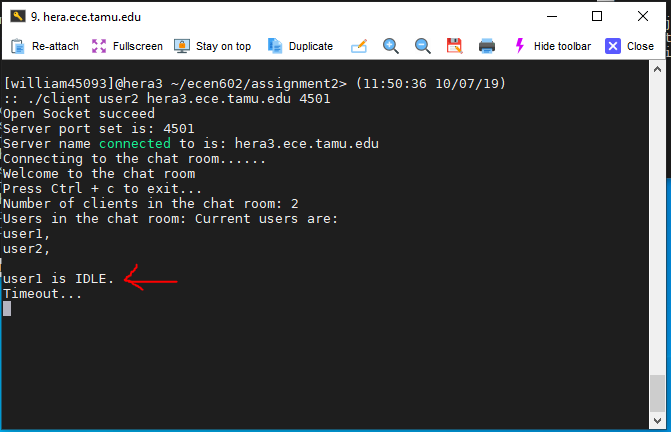 9. hera.ece.tamu.edu
Re-attach Fullscreen Stay on top Duplicate Hide toolbar Close
[william45093]@hera3 ~/ecen602/assignment2> (11:50:36 10/07/19)
:: ./client user2 hera3.ece.tamu.edu 4501
Open Socket succeed
Server port set is: 4501
Server name connected to is: hera3.ece.tamu.edu
Connecting to the chat room......
Welcome to the chat room
Press Ctrl + c to exit...
Number of clients in the chat room: 2
Users in the chat room: Current users are:
user1,
user2,
user1 is IDLE.
Timeout...